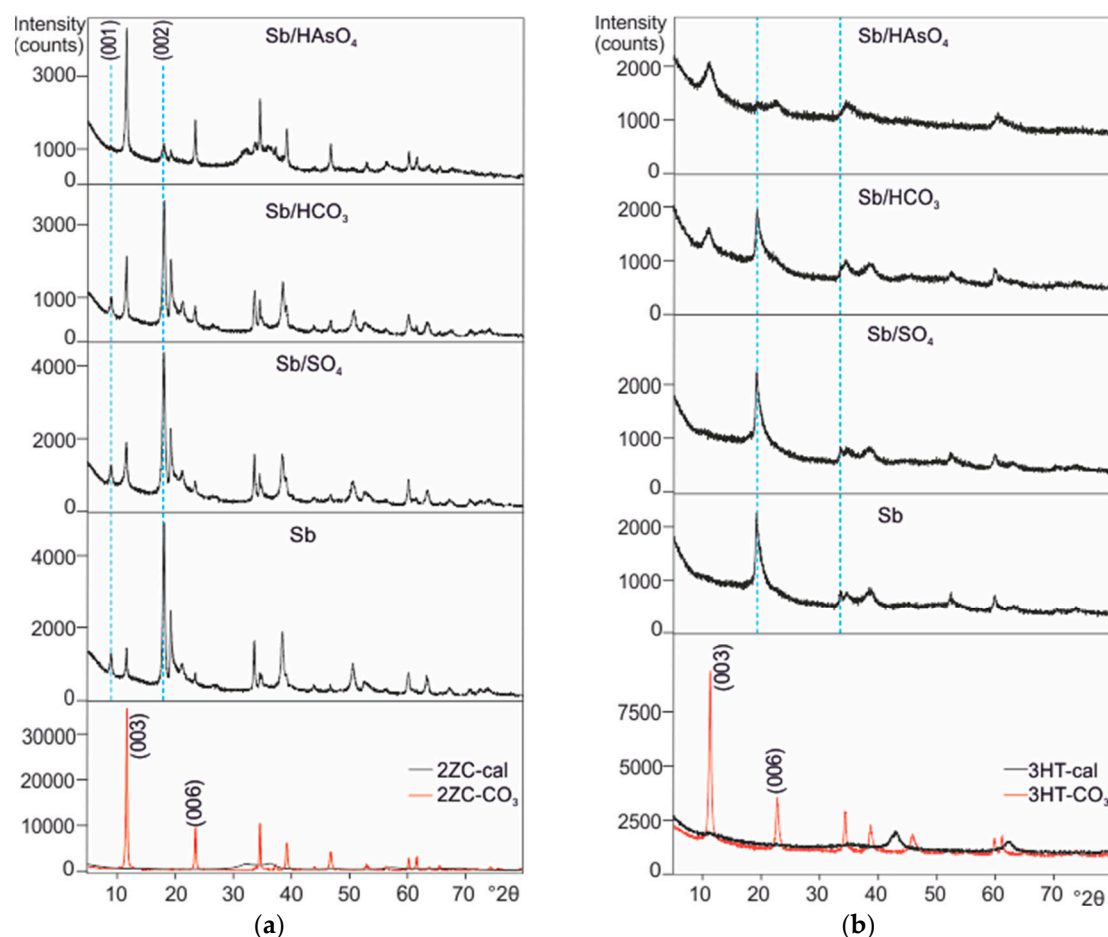 Intensity
(counts)
(001)
(002)
Sb/HAsO₄
3000
1000
0
Sb/HCO₃
3000
1000
0
Sb/SO₄
4000
2000
0
Sb
4000
2000
0
30000
20000
10000
0
(003)
(006)
2ZC-cal
2ZC-CO₃
10 20 30 40 50 60 70 °2θ
(a)
Intensity
(counts)
Sb/HAsO₄
2000
1000
0
Sb/HCO₃
2000
1000
0
Sb/SO₄
2000
1000
0
Sb
2000
1000
0
7500
5000
2500
0
(003)
(006)
3HT-cal
3HT-CO₃
10 20 30 40 50 60 70 °2θ
(b)